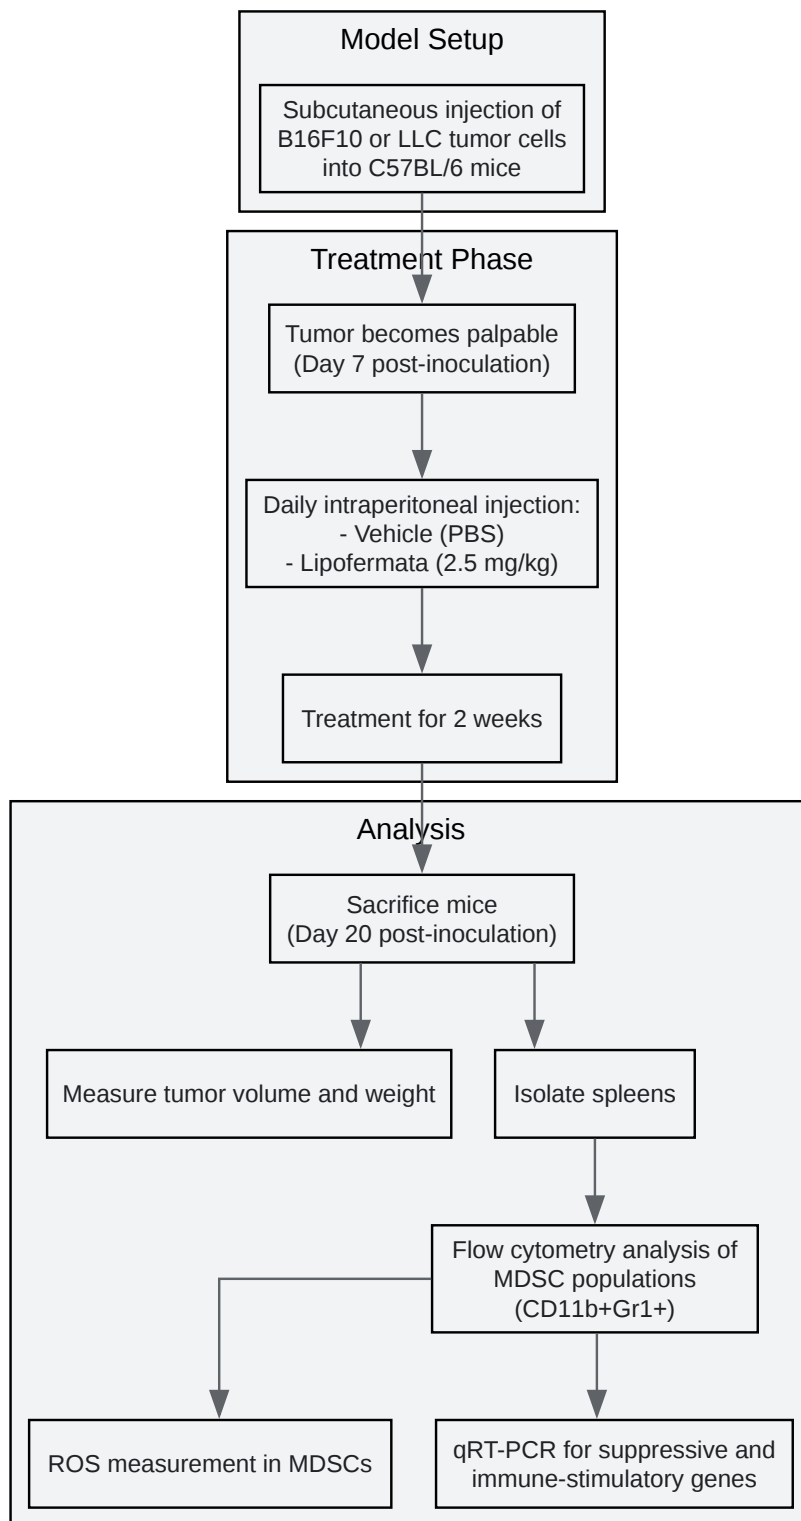 Model Setup
Subcutaneous injection of
B16F10 or LLC tumor cells
into C57BL/6 mice
Treatment Phase
Tumor becomes palpable
(Day 7 post-inoculation)
Daily intraperitoneal injection:
- Vehicle (PBS)
- Lipofermata (2.5 mg/kg)
Treatment for 2 weeks
Analysis
Sacrifice mice
(Day 20 post-inoculation)
Measure tumor volume and weight
Isolate spleens
Flow cytometry analysis of
MDSC populations
(CD11b+Gr1+)
ROS measurement in MDSCs
qRT-PCR for suppressive and
immune-stimulatory genes